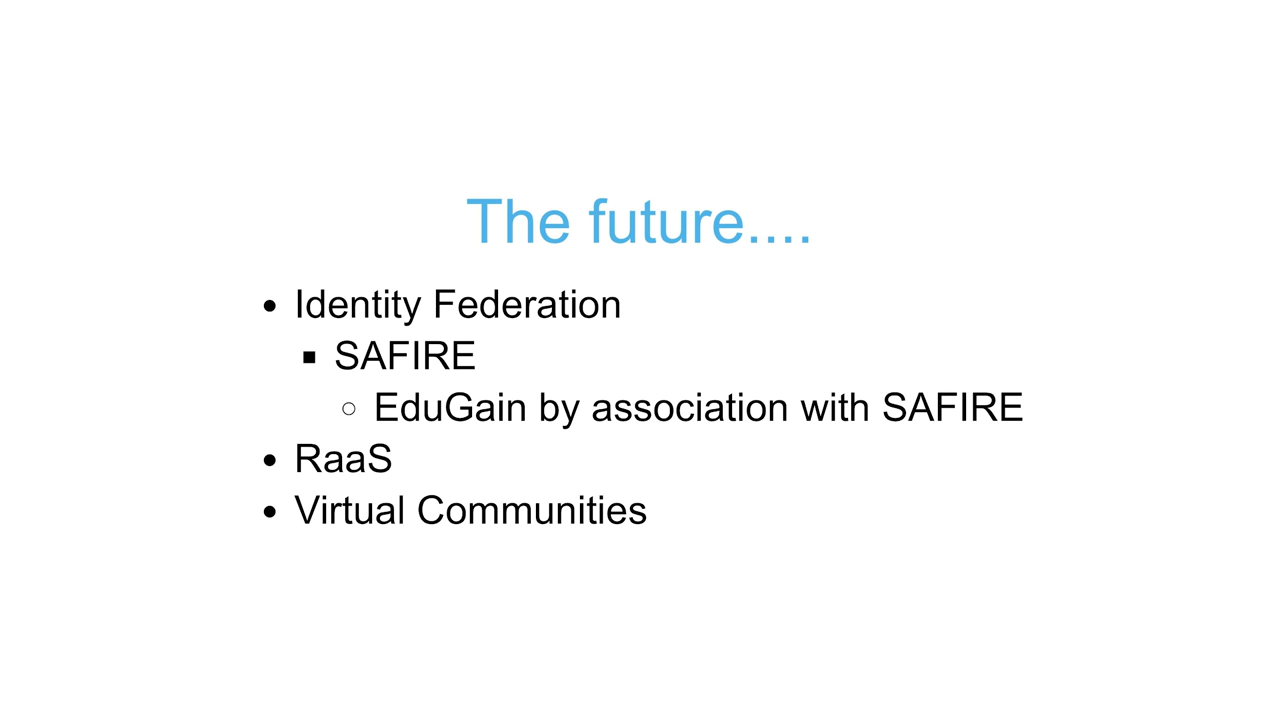 The future....
Identity Federation
SAFIRE
EduGain by association with SAFIRE
RaaS
Virtual Communities